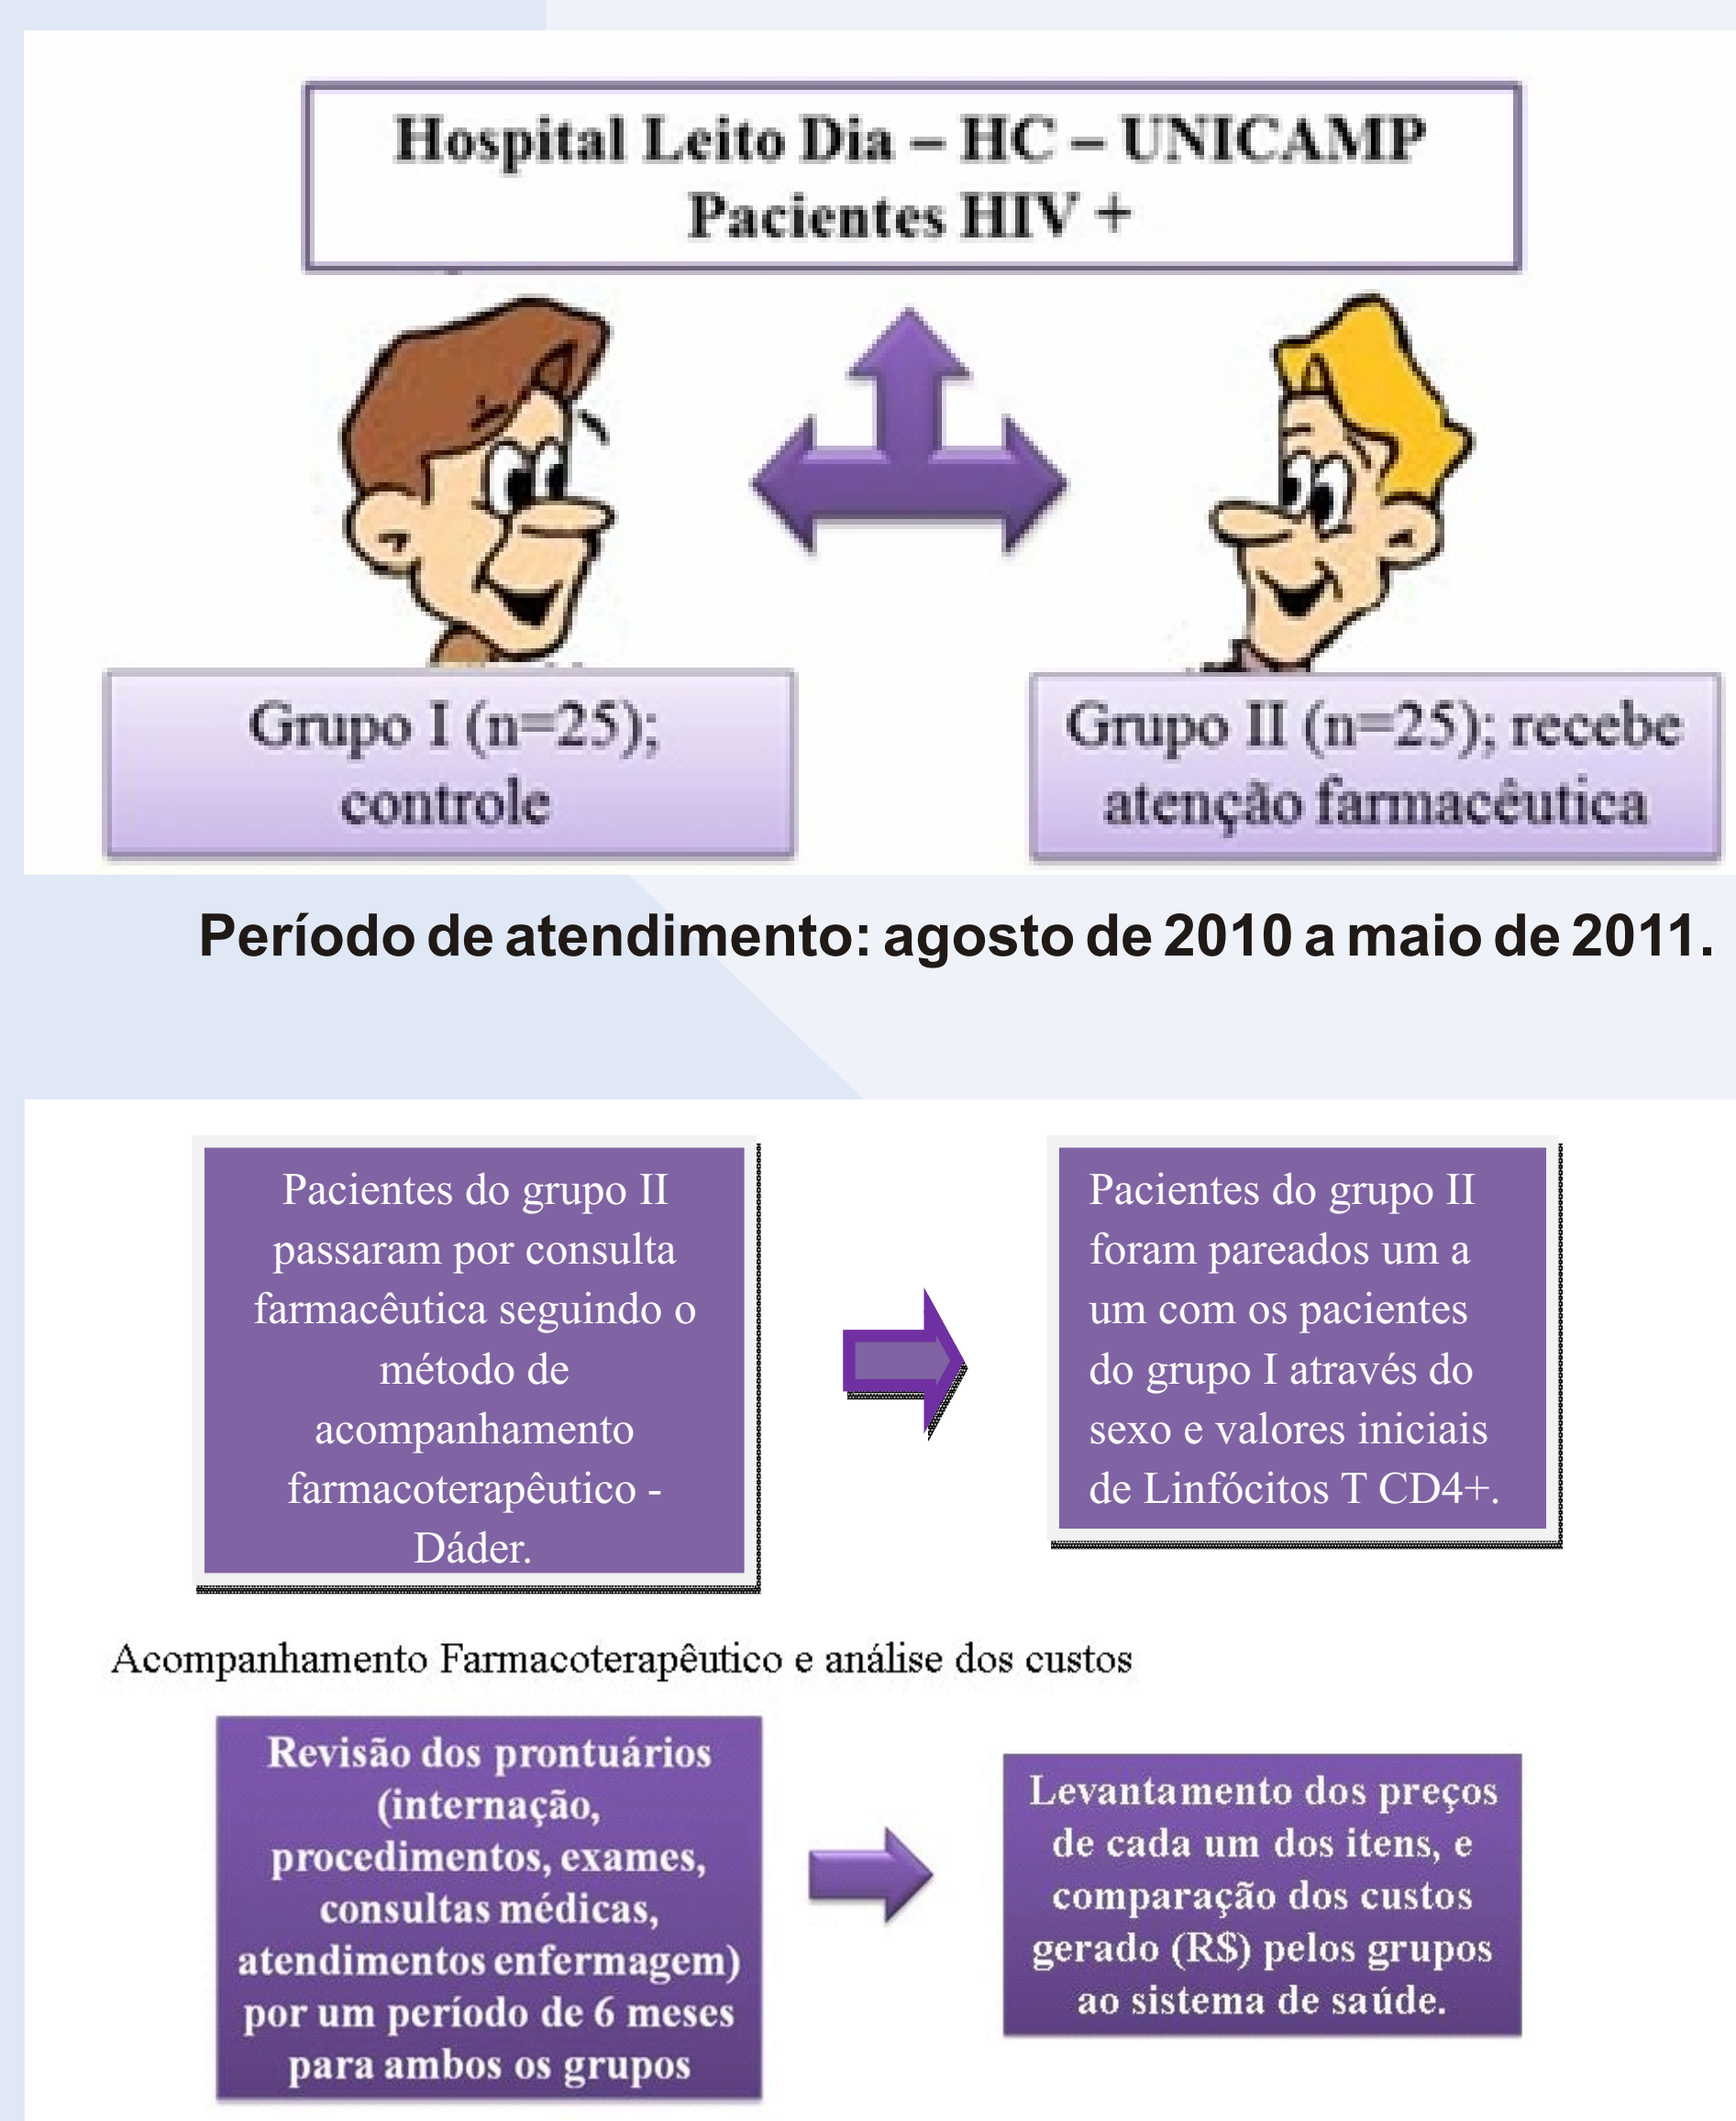 Hospital Leito Dia – HC – UNICAMP
Pacientes HIV +
Grupo I (n=25);
controle
Grupo II (n=25); recebe
atenção farmacêutica
Período de atendimento: agosto de 2010 a maio de 2011.
Pacientes do grupo II
passaram por consulta
farmacêutica seguindo o
método de
acompanhamento
farmacoterapêutico -
Dáder.
Pacientes do grupo II
foram pareados um a
um com os pacientes
do grupo I através do
sexo e valores iniciais
de Linfócitos T CD4+.
Acompanhamento Farmacoterapêutico e análise dos custos
Revisão dos prontuários
(internação,
procedimentos, exames,
consultas médicas,
atendimentos enfermagem)
por um período de 6 meses
para ambos os grupos
Levantamento dos preços
de cada um dos itens, e
comparação dos custos
gerado (R$) pelos grupos
ao sistema de saúde.